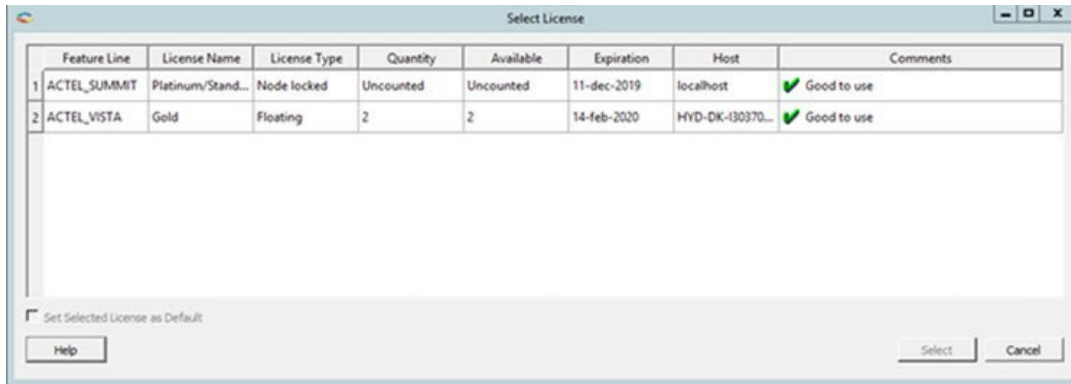 Select License
Feature Line License Name License Type Quantity Available Expiration Host Comments
1 ACTEL_SUMMIT Platinum/Stand... Node locked Uncounted Uncounted 11-dec-2019 localhost Good to use
2 ACTEL_VISTA Gold Floating 2 2 14-feb-2020 HYD-DK-I30370... Good to use
Set Selected License as Default
Help Select Cancel